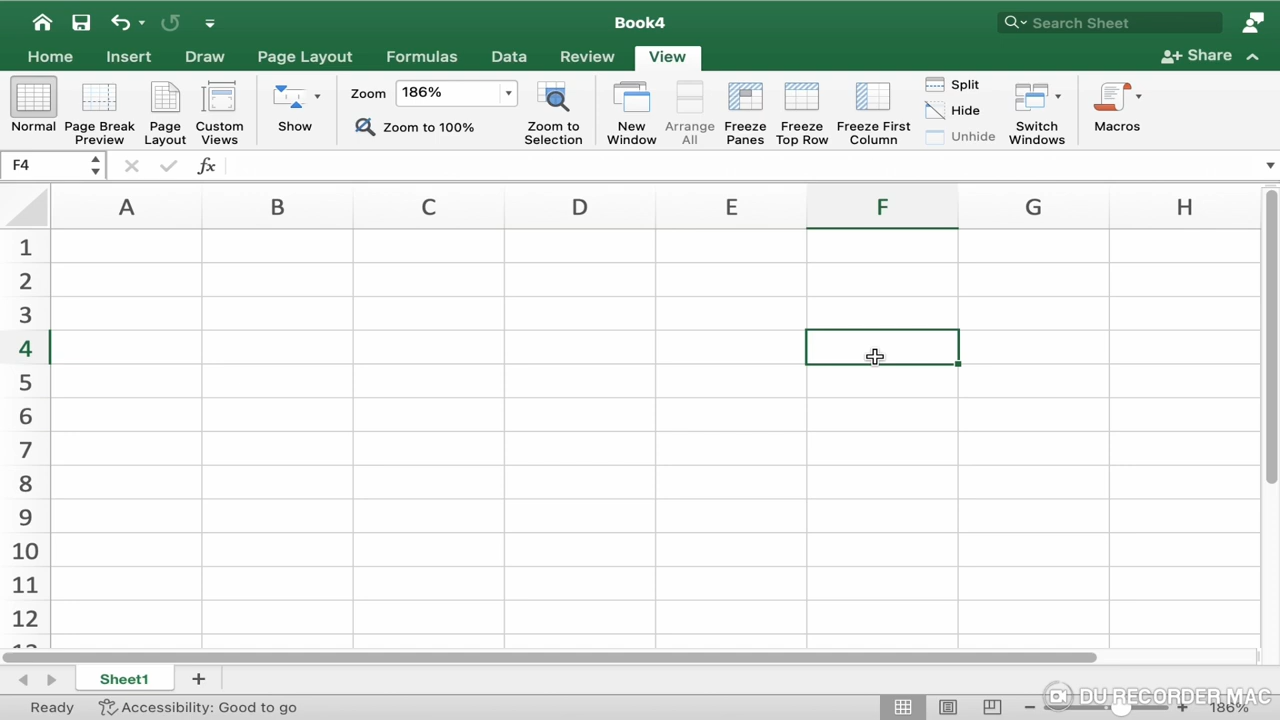 Book4
Search Sheet
Home Insert Draw Page Layout Formulas Data Review View Share
Normal
Page Break Preview
Page Layout
Custom Views
Show
Zoom 186%
Zoom to 100%
Zoom to Selection
New Window
Arrange All
Freeze Panes
Freeze Top Row
Freeze First Column
Split
Hide
Unhide
Switch Windows
Macros
F4 fx
A B C D E F G H
1
2
3
4
5
6
7
8
9
10
11
12
13
Sheet1
Ready Accessibility: Good to go 186%
DU RECORDER MAC